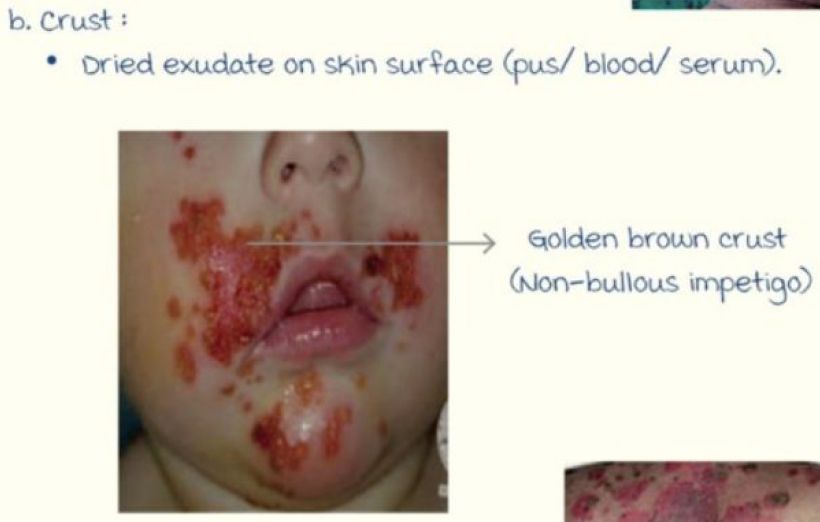 b. Crust :
• Dried exudate on skin surface (pus/ blood/ serum).
Golden brown crust
(Non-bullous impetigo)